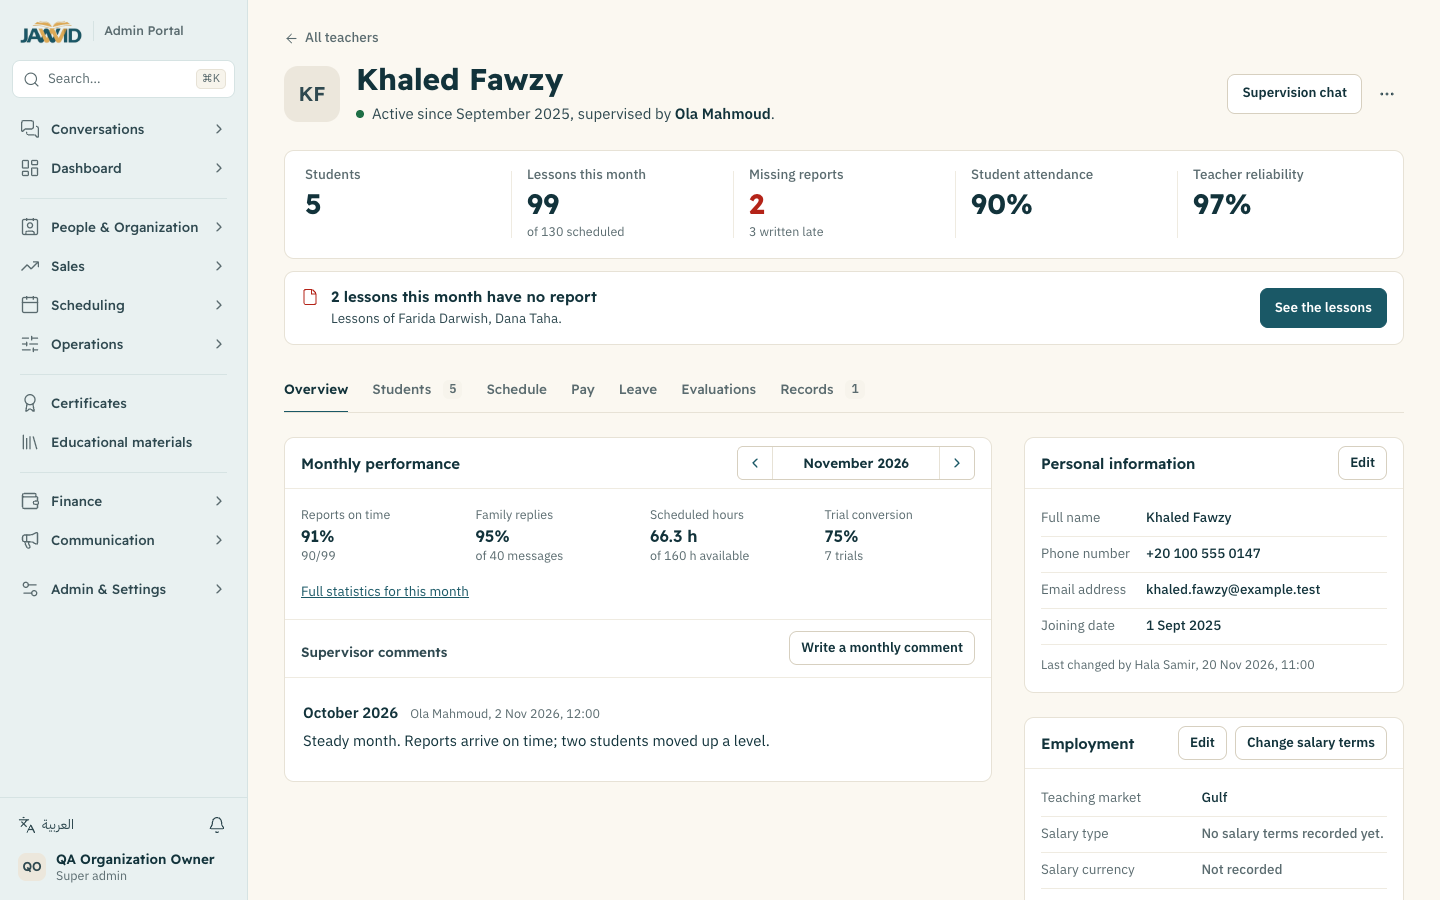 JAWID
Admin Portal
Search...
⌘K
Conversations
Dashboard
People & Organization
Sales
Scheduling
Operations
Certificates
Educational materials
Finance
Communication
Admin & Settings
العربية
QO
QA Organization Owner
Super admin
← All teachers
KF
Khaled Fawzy
Active since September 2025, supervised by Ola Mahmoud.
Supervision chat
Students
5
Lessons this month
99
of 130 scheduled
Missing reports
2
3 written late
Student attendance
90%
Teacher reliability
97%
2 lessons this month have no report
Lessons of Farida Darwish, Dana Taha.
See the lessons
Overview Students 5 Schedule Pay Leave Evaluations Records 1
Monthly performance
November 2026
Reports on time
91%
90/99
Family replies
95%
of 40 messages
Scheduled hours
66.3 h
of 160 h available
Trial conversion
75%
7 trials
Full statistics for this month
Supervisor comments
Write a monthly comment
October 2026 Ola Mahmoud, 2 Nov 2026, 12:00
Steady month. Reports arrive on time; two students moved up a level.
Personal information
Edit
Full name Khaled Fawzy
Phone number +20 100 555 0147
Email address khaled.fawzy@example.test
Joining date 1 Sept 2025
Last changed by Hala Samir, 20 Nov 2026, 11:00
Employment
Edit
Change salary terms
Teaching market Gulf
Salary type No salary terms recorded yet.
Salary currency Not recorded